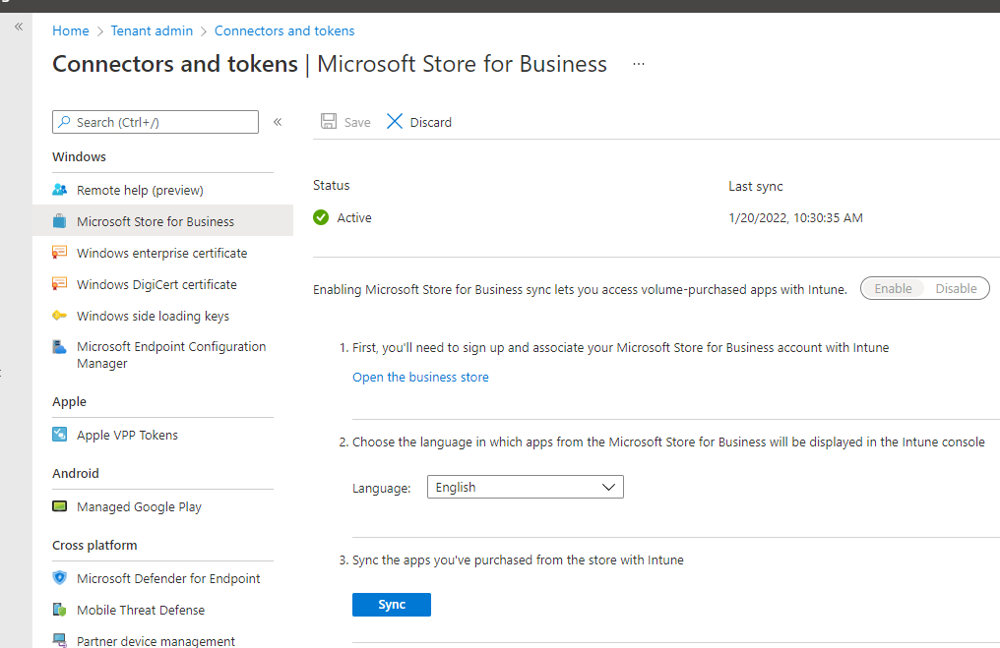 Home > Tenant admin > Connectors and tokens
Connectors and tokens | Microsoft Store for Business ...
Search (Ctrl+/)
Windows
Remote help (preview)
Microsoft Store for Business
Windows enterprise certificate
Windows DigiCert certificate
Windows side loading keys
Microsoft Endpoint Configuration
Manager
Apple
Apple VPP Tokens
Android
Managed Google Play
Cross platform
Microsoft Defender for Endpoint
Mobile Threat Defense
Partner device management
Save Discard
Status
Active
Last sync
1/20/2022, 10:30:35 AM
Enabling Microsoft Store for Business sync lets you access volume-purchased apps with Intune. Enable Disable
1. First, you'll need to sign up and associate your Microsoft Store for Business account with Intune
Open the business store
2. Choose the language in which apps from the Microsoft Store for Business will be displayed in the Intune console
Language: English
3. Sync the apps you've purchased from the store with Intune
Sync